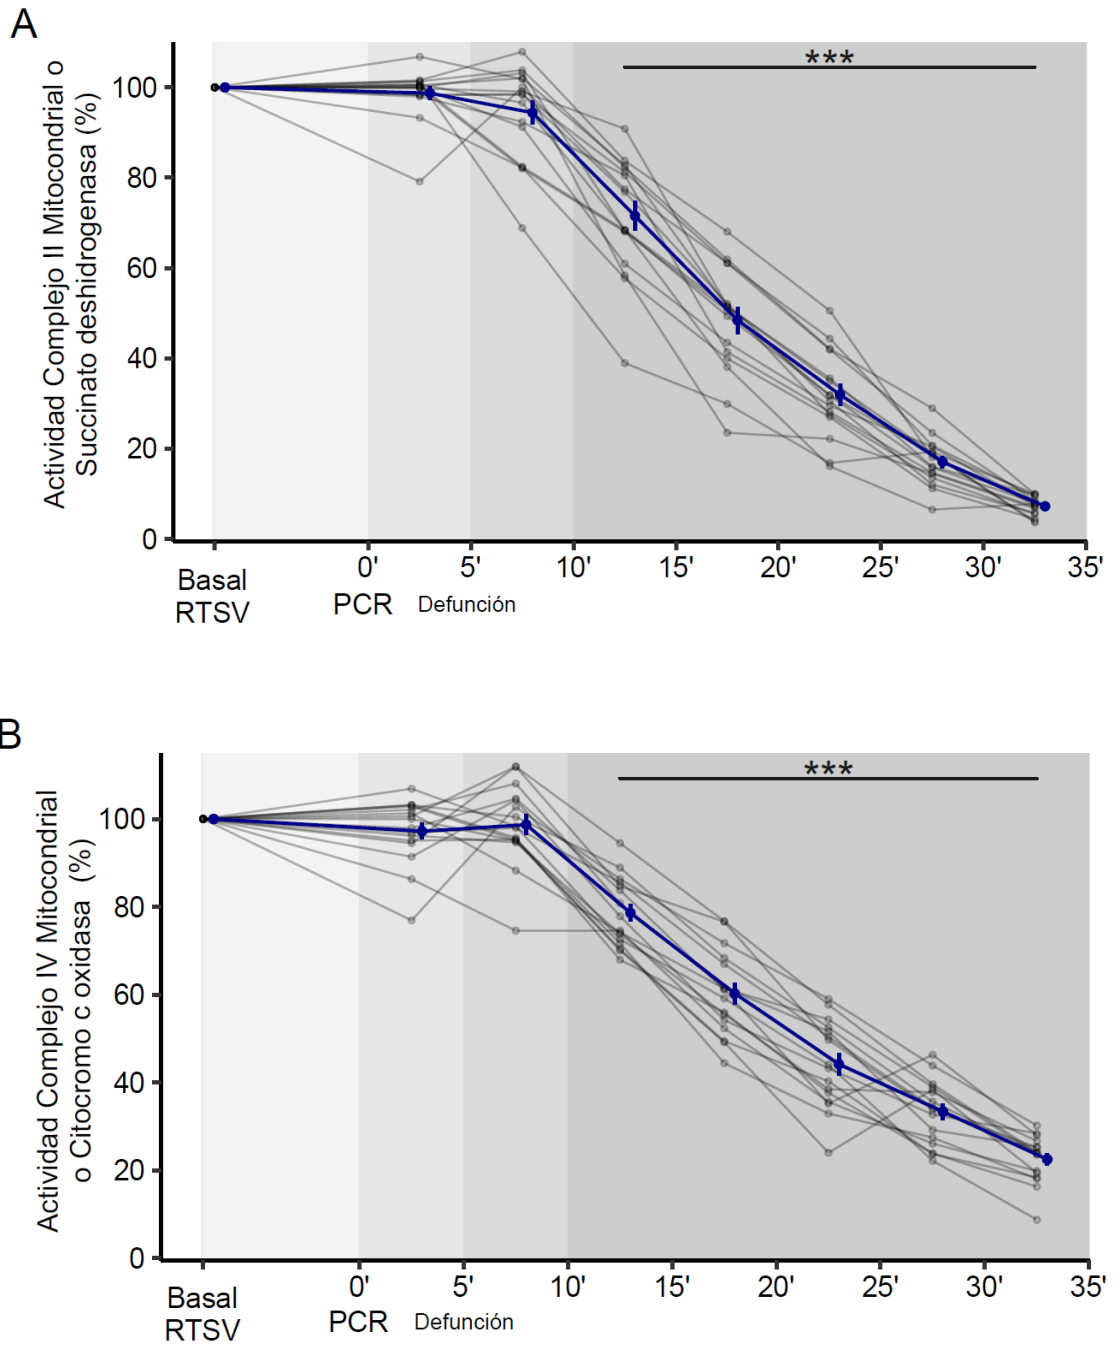 A
Actividad Complejo II Mitocondrial o
Succinato deshidrogenasa (%)
***
100
80
60
40
20
0
0' 5' 10' 15' 20' 25' 30' 35'
Basal
RTSV
PCR Defunción
B
Actividad Complejo IV Mitocondrial
o Citocromo c oxidasa (%)
***
100
80
60
40
20
0
0' 5' 10' 15' 20' 25' 30' 35'
Basal
RTSV
PCR Defunción